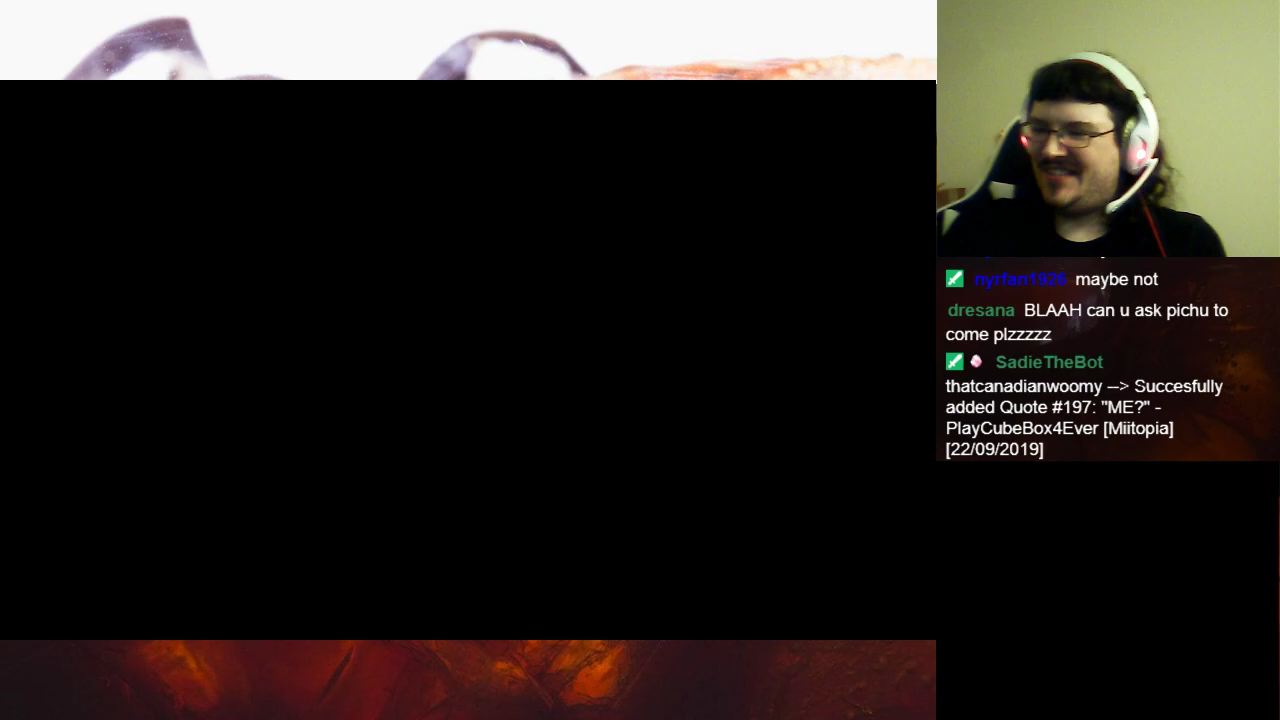 nyrfan1926 maybe not
dresana BLAAH can u ask pichu to
come plzzzzz
SadieTheBot
thatcanadianwoomy --> Succesfully
added Quote #197: "ME?" -
PlayCubeBox4Ever [Miitopia]
[22/09/2019]